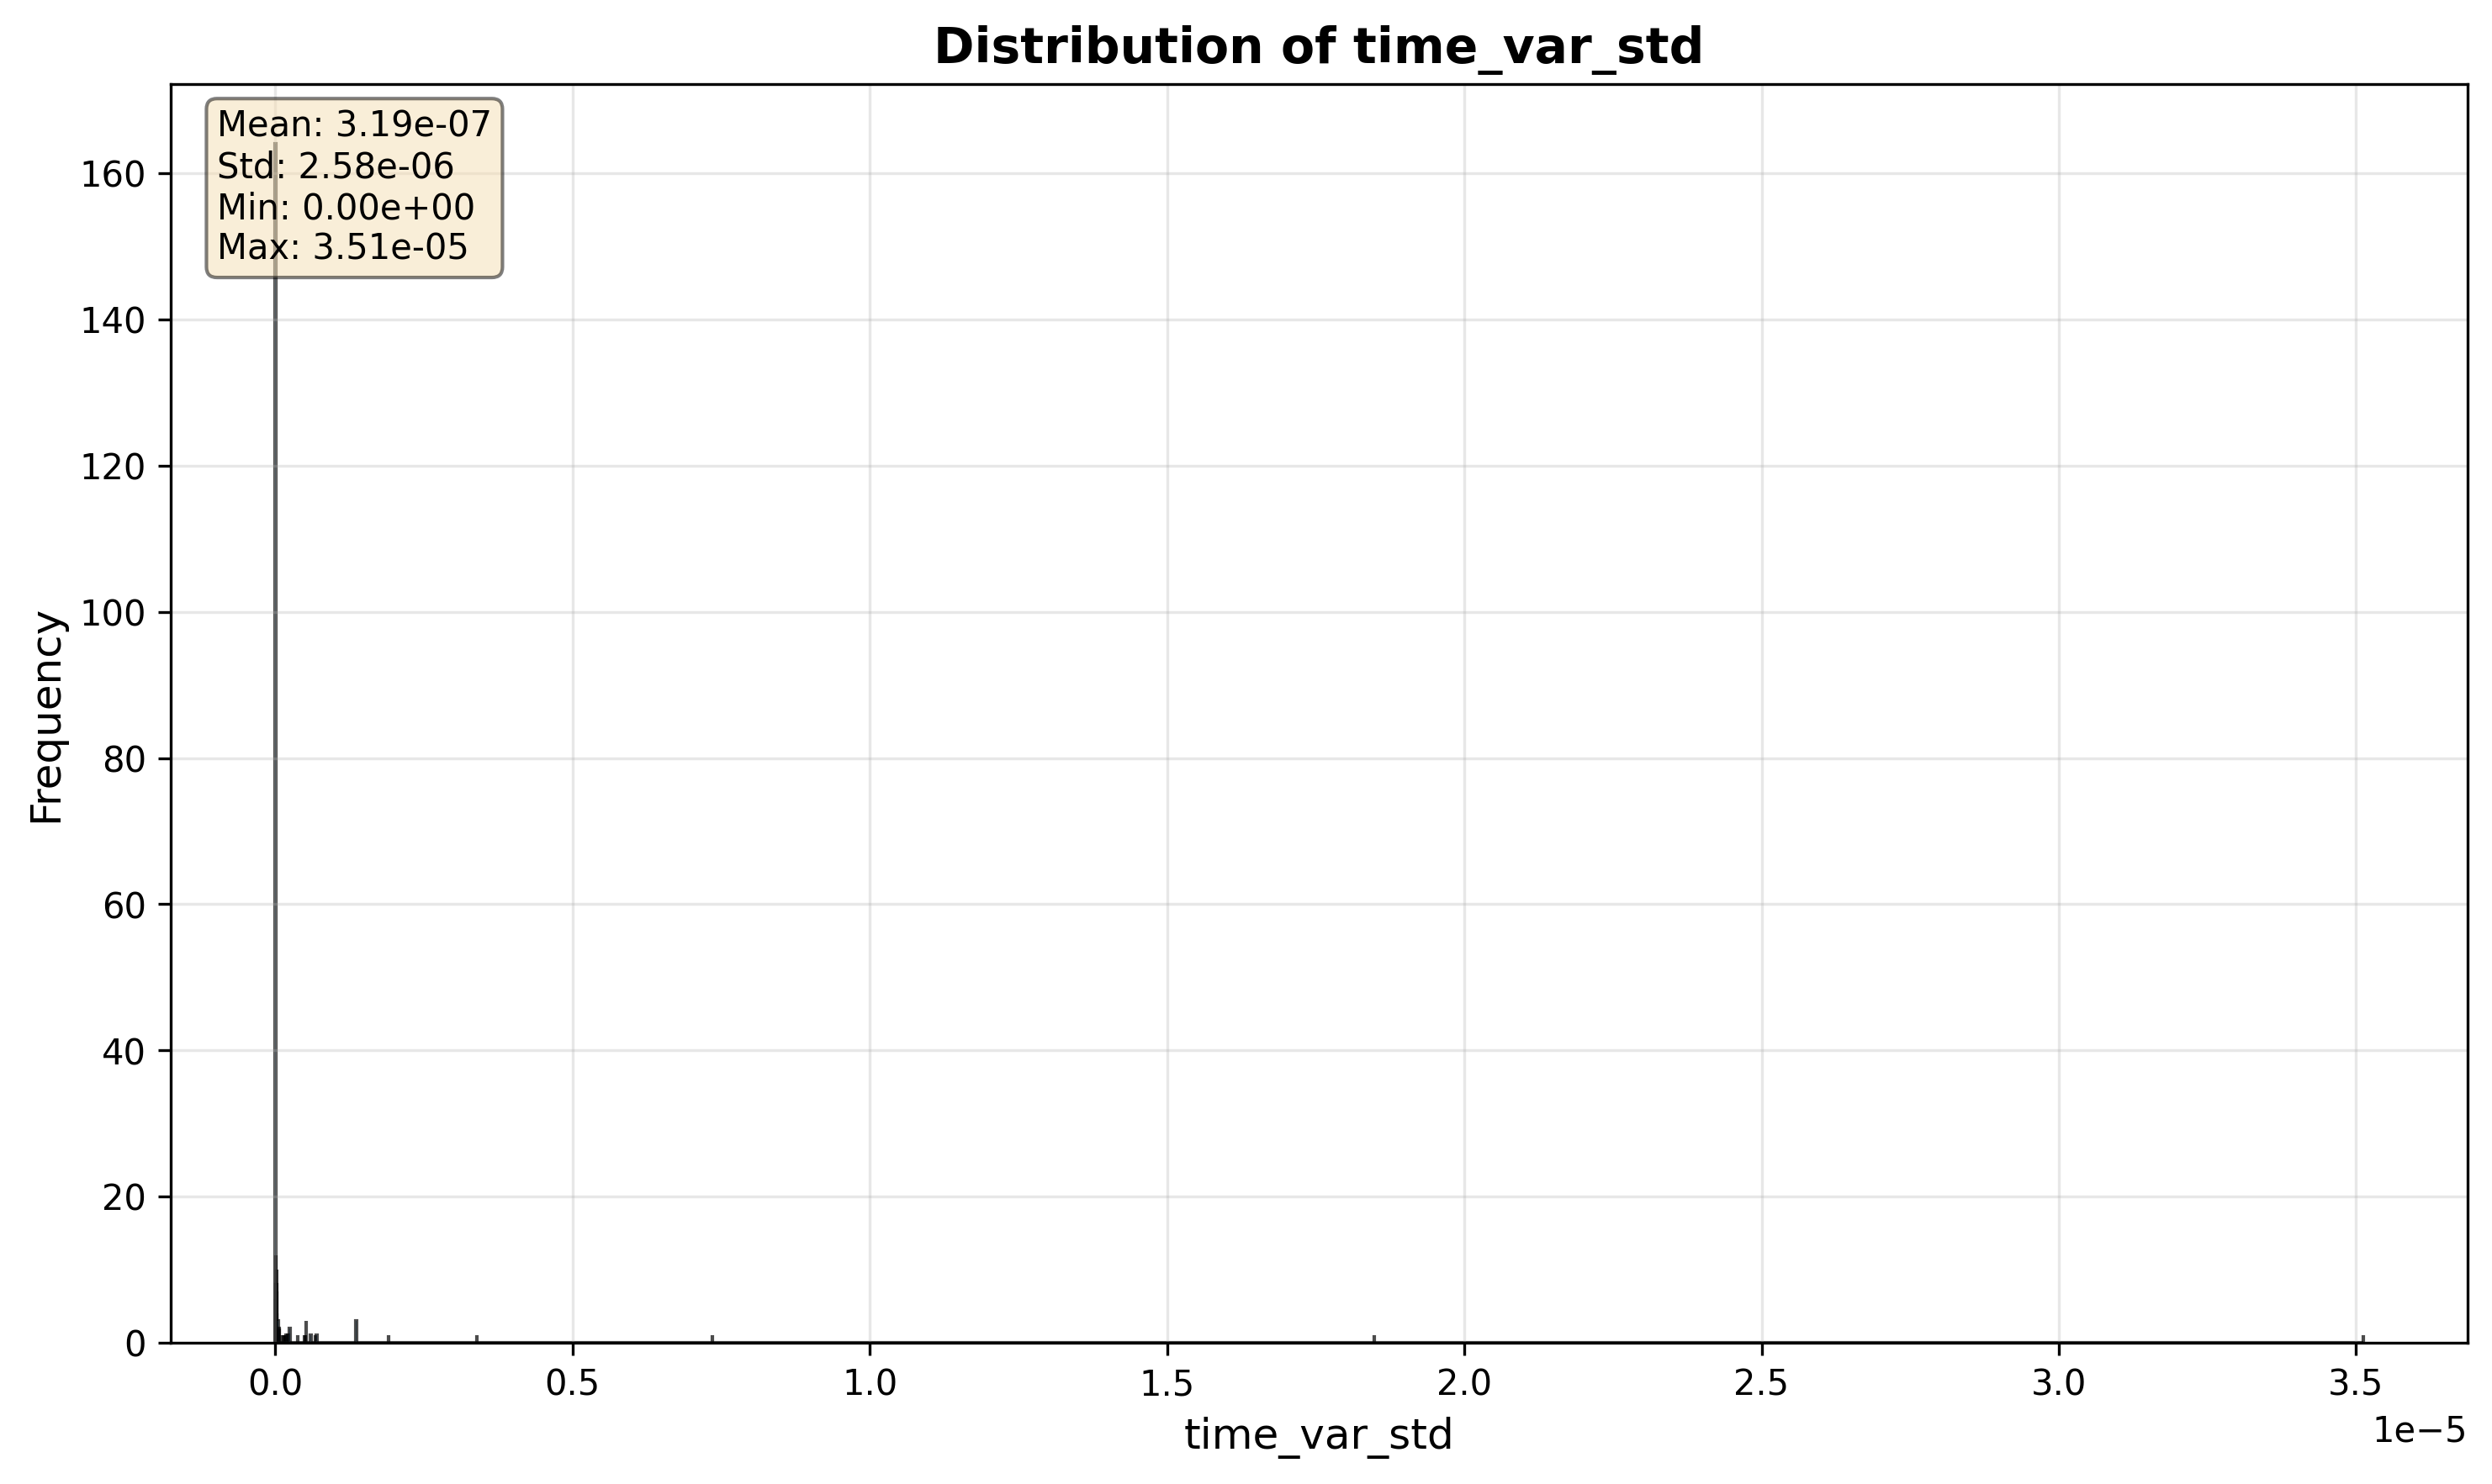 Distribution of time_var_std
Mean: 3.19e-07
Std: 2.58e-06
Min: 0.00e+00
Max: 3.51e-05
160
140
120
100
80
60
40
20
0
Frequency
0.0 0.5 1.0 1.5 2.0 2.5 3.0 3.5
1e−5
time_var_std